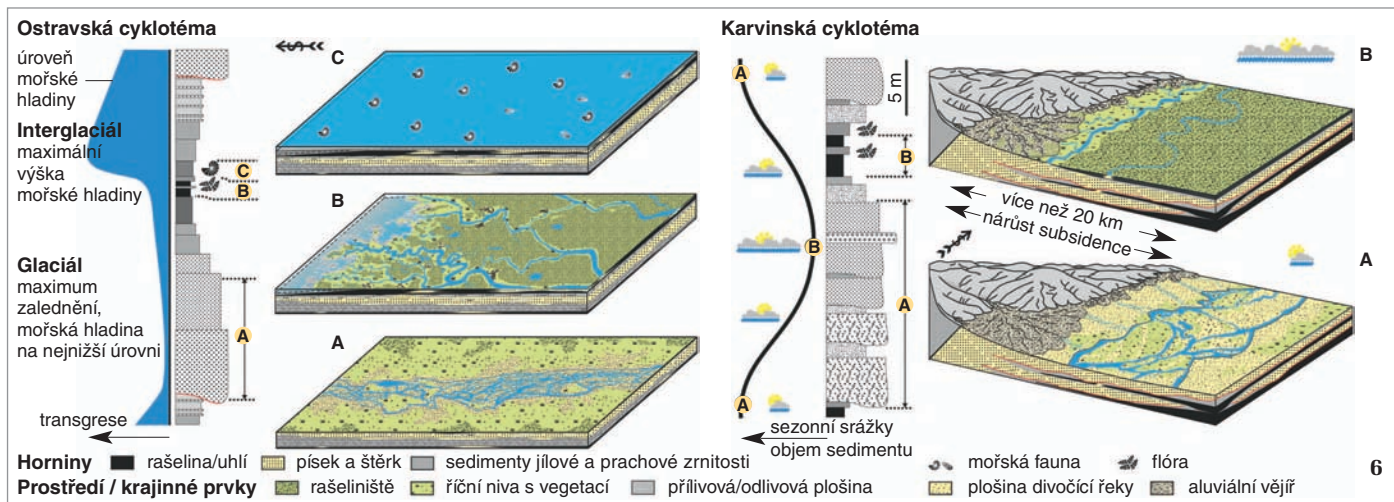 Ostravská cyklotéma
úroveň
mořské
hladiny
Interglaciál
maximální
výška
mořské hladiny
Glaciál
maximum
zalednění,
mořská hladina
na nejnižší úrovni
transgrese
C
B
A
C
B
A
Karvinská cyklotéma
A
B
A
5 m
B
A
B
více než 20 km
nárůst subsidence
A
sezonní srážky
objem sedimentu
Horniny rašelina/uhlí písek a štěrk sedimenty jílové a prachové zrnitosti mořská fauna flóra
Prostředí / krajinné prvky rašeliniště říční niva s vegetací přílivová/odlivová plošina plošina divočící řeky aluviální vějíř
6